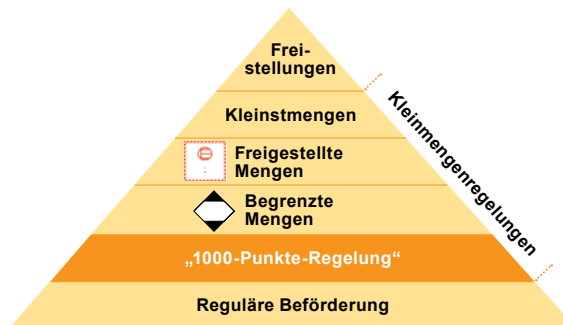 Frei-
stellungen
Kleinstmengen
Freigestellte
Mengen
Begrenzte
Mengen
„1000-Punkte-Regelung“
Reguläre Beförderung
Kleinmengenregelungen